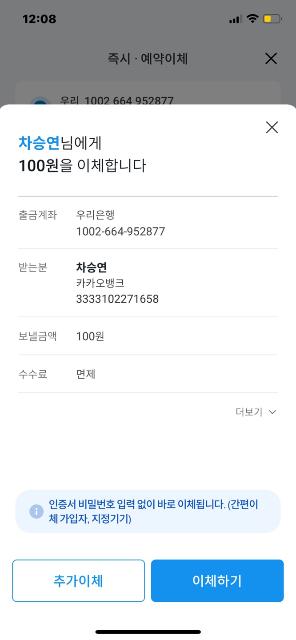 12:08
즉시 · 예약이체
우리 1002 664 952877
차승연님에게
100원을 이체합니다
출금계좌 우리은행
1002-664-952877
받는분 차승연
카카오뱅크
3333102271658
보낼금액 100원
수수료 면제
더보기
인증서 비밀번호 입력 없이 바로 이체됩니다. (간편이
체 가입자, 지정기기)
추가이체 이체하기